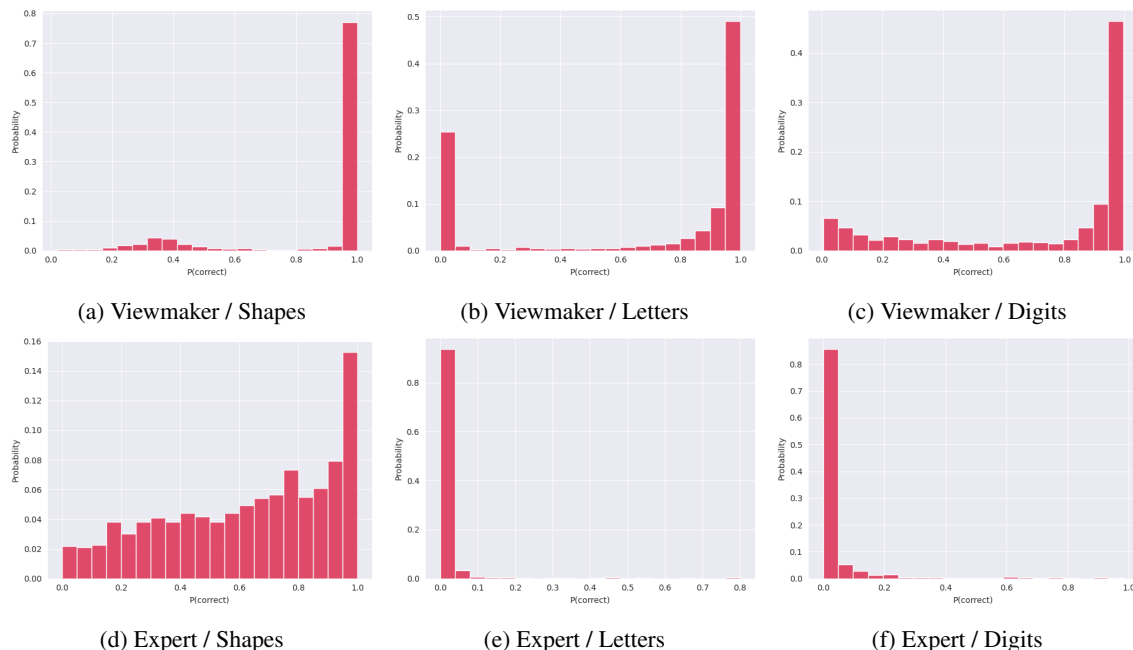 0.8
0.7
0.6
0.5
0.4
0.3
0.2
0.1
0.0
Probability
0.0 0.2 0.4 0.6 0.8 1.0
P(correct)
(a) Viewmaker / Shapes
0.5
0.4
0.3
0.2
0.1
0.0
Probability
0.0 0.2 0.4 0.6 0.8 1.0
P(correct)
(b) Viewmaker / Letters
0.4
0.3
0.2
0.1
0.0
Probability
0.0 0.2 0.4 0.6 0.8 1.0
P(correct)
(c) Viewmaker / Digits
0.16
0.14
0.12
0.10
0.08
0.06
0.04
0.02
0.00
Probability
0.0 0.2 0.4 0.6 0.8 1.0
P(correct)
(d) Expert / Shapes
0.8
0.6
0.4
0.2
0.0
Probability
0.0 0.1 0.2 0.3 0.4 0.5 0.6 0.7 0.8
P(correct)
(e) Expert / Letters
0.8
0.7
0.6
0.5
0.4
0.3
0.2
0.1
0.0
Probability
0.0 0.2 0.4 0.6 0.8 1.0
P(correct)
(f) Expert / Digits